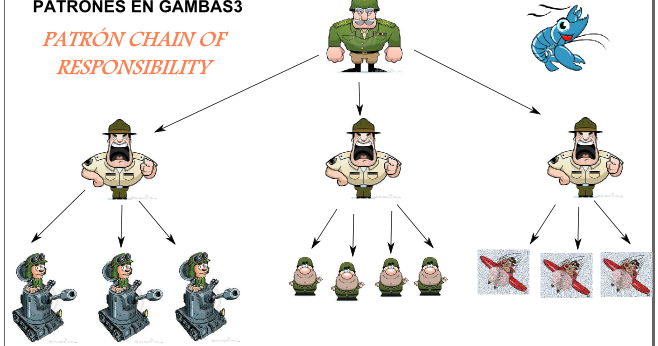 PATRONES EN GAMBAS3
PATRÓN CHAIN OF
RESPONSIBILITY